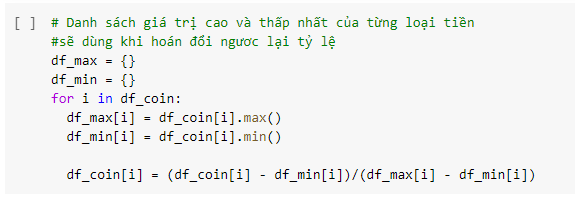 [ ] # Danh sách giá trị cao và thấp nhất của từng loại tiền
#sẽ dùng khi hoán đổi ngươc lại tỷ lệ
df_max = {}
df_min = {}
for i in df_coin:
  df_max[i] = df_coin[i].max()
  df_min[i] = df_coin[i].min()

  df_coin[i] = (df_coin[i] - df_min[i])/(df_max[i] - df_min[i])